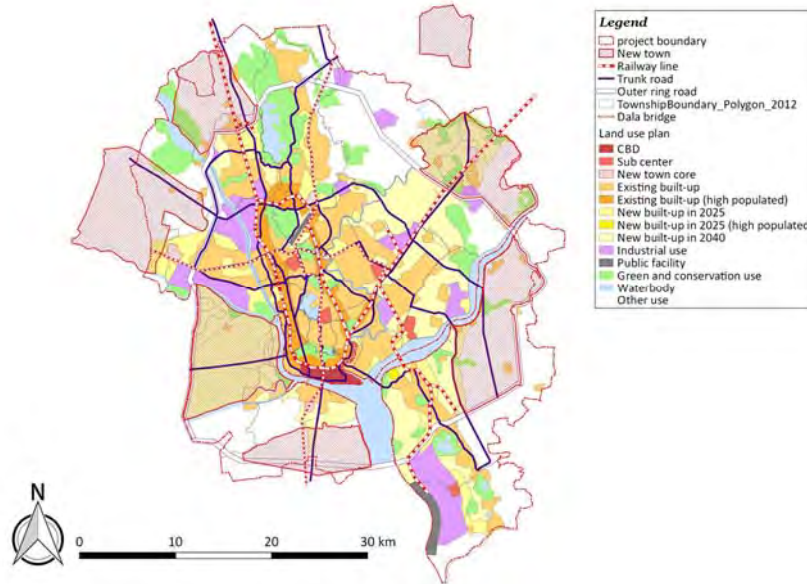 Legend
project boundary
New town
Railway line
Trunk road
Outer ring road
TownshipBoundary_Polygon_2012
Dala bridge
Land use plan
CBD
Sub center
New town core
Existing built-up
Existing built-up (high populated)
New built-up in 2025
New built-up in 2025 (high populated
New built-up in 2040
Industrial use
Public facility
Green and conservation use
Waterbody
Other use
N
0 10 20 30 km